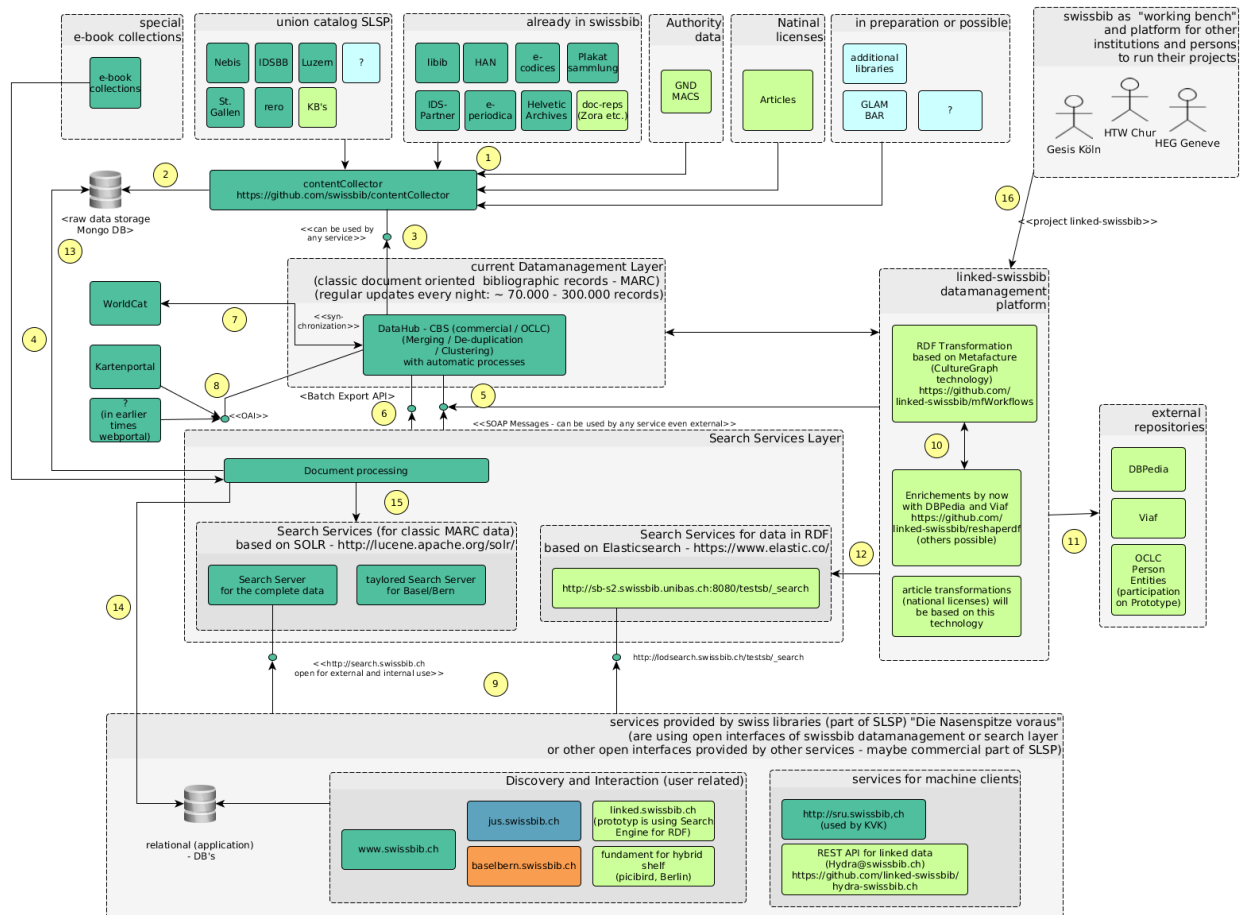 special
e-book collections
e-book
collections
union catalog SLSP
Nebis
IDSBB
Luzern
?
St.
Gallen
rero
KB's
already in swissbib
libib
HAN
e-
codices
Plakat
sammlung
IDS-
Partner
e-
periodica
Helvetic
Archives
doc-reps
(Zora etc.)
Authority
data
GND
MACS
Natinal
licenses
Articles
in preparation or possible
additional
libraries
GLAM
BAR
?
swissbib as "working bench"
and platform for other
institutions and persons
to run their projects
Gesis Köln
HTW Chur
HEG Geneve
1
2
contentCollector
https://github.com/swissbib/contentCollector
<raw data storage
Mongo DB>
13
<<can be used by
any service>>
3
16
<<project linked-swissbib>>
current Datamanagement Layer
(classic document oriented bibliographic records - MARC)
(regular updates every night: ~ 70.000 - 300.000 records)
WorldCat
7
<<syn-
chronization>>
DataHub - CBS (commercial / OCLC)
(Merging / De-duplication
/ Clustering)
with automatic processes
4
Kartenportal
8
?
(in earlier
times
webportal)
<<OAI>>
<Batch Export API>
6
5
<<SOAP Messages - can be used by any service even external>>
linked-swissbib
datamanagement
platform
RDF Transformation
based on Metafacture
(CultureGraph
technology)
https://github.com/
linked-swissbib/mfWorkflows
10
Enrichements by now
with DBPedia and Viaf
https://github.com/
linked-swissbib/reshaperdf
(others possible)
article transformations
(national licenses) will
be based on this
technology
11
12
external
repositories
DBPedia
Viaf
OCLC
Person
Entities
(participation
on Prototype)
Search Services Layer
Document processing
15
Search Services (for classic MARC data)
based on SOLR - http://lucene.apache.org/solr/
Search Server
for the complete data
taylored Search Server
for Basel/Bern
Search Services for data in RDF
based on Elasticsearch - https://www.elastic.co/
http://sb-s2.swissbib.unibas.ch:8080/testsb/_search
14
<<http://search.swissbib.ch
open for external and internal use>>
http://lodsearch.swissbib.ch/testsb/_search
9
services provided by swiss libraries (part of SLSP) "Die Nasenspitze voraus"
(are using open interfaces of swissbib datamanagement or search layer
or other open interfaces provided by other services - maybe commercial part of SLSP)
relational (application)
- DB's
Discovery and Interaction (user related)
www.swissbib.ch
jus.swissbib.ch
baselbern.swissbib.ch
linked.swissbib.ch
(prototyp is using Search
Engine for RDF)
fundament for hybrid
shelf
(picibird, Berlin)
services for machine clients
http://sru.swissbib,ch
(used by KVK)
REST API for linked data
(Hydra@swissbib.ch)
https://github.com/linked-swissbib/
hydra-swissbib.ch